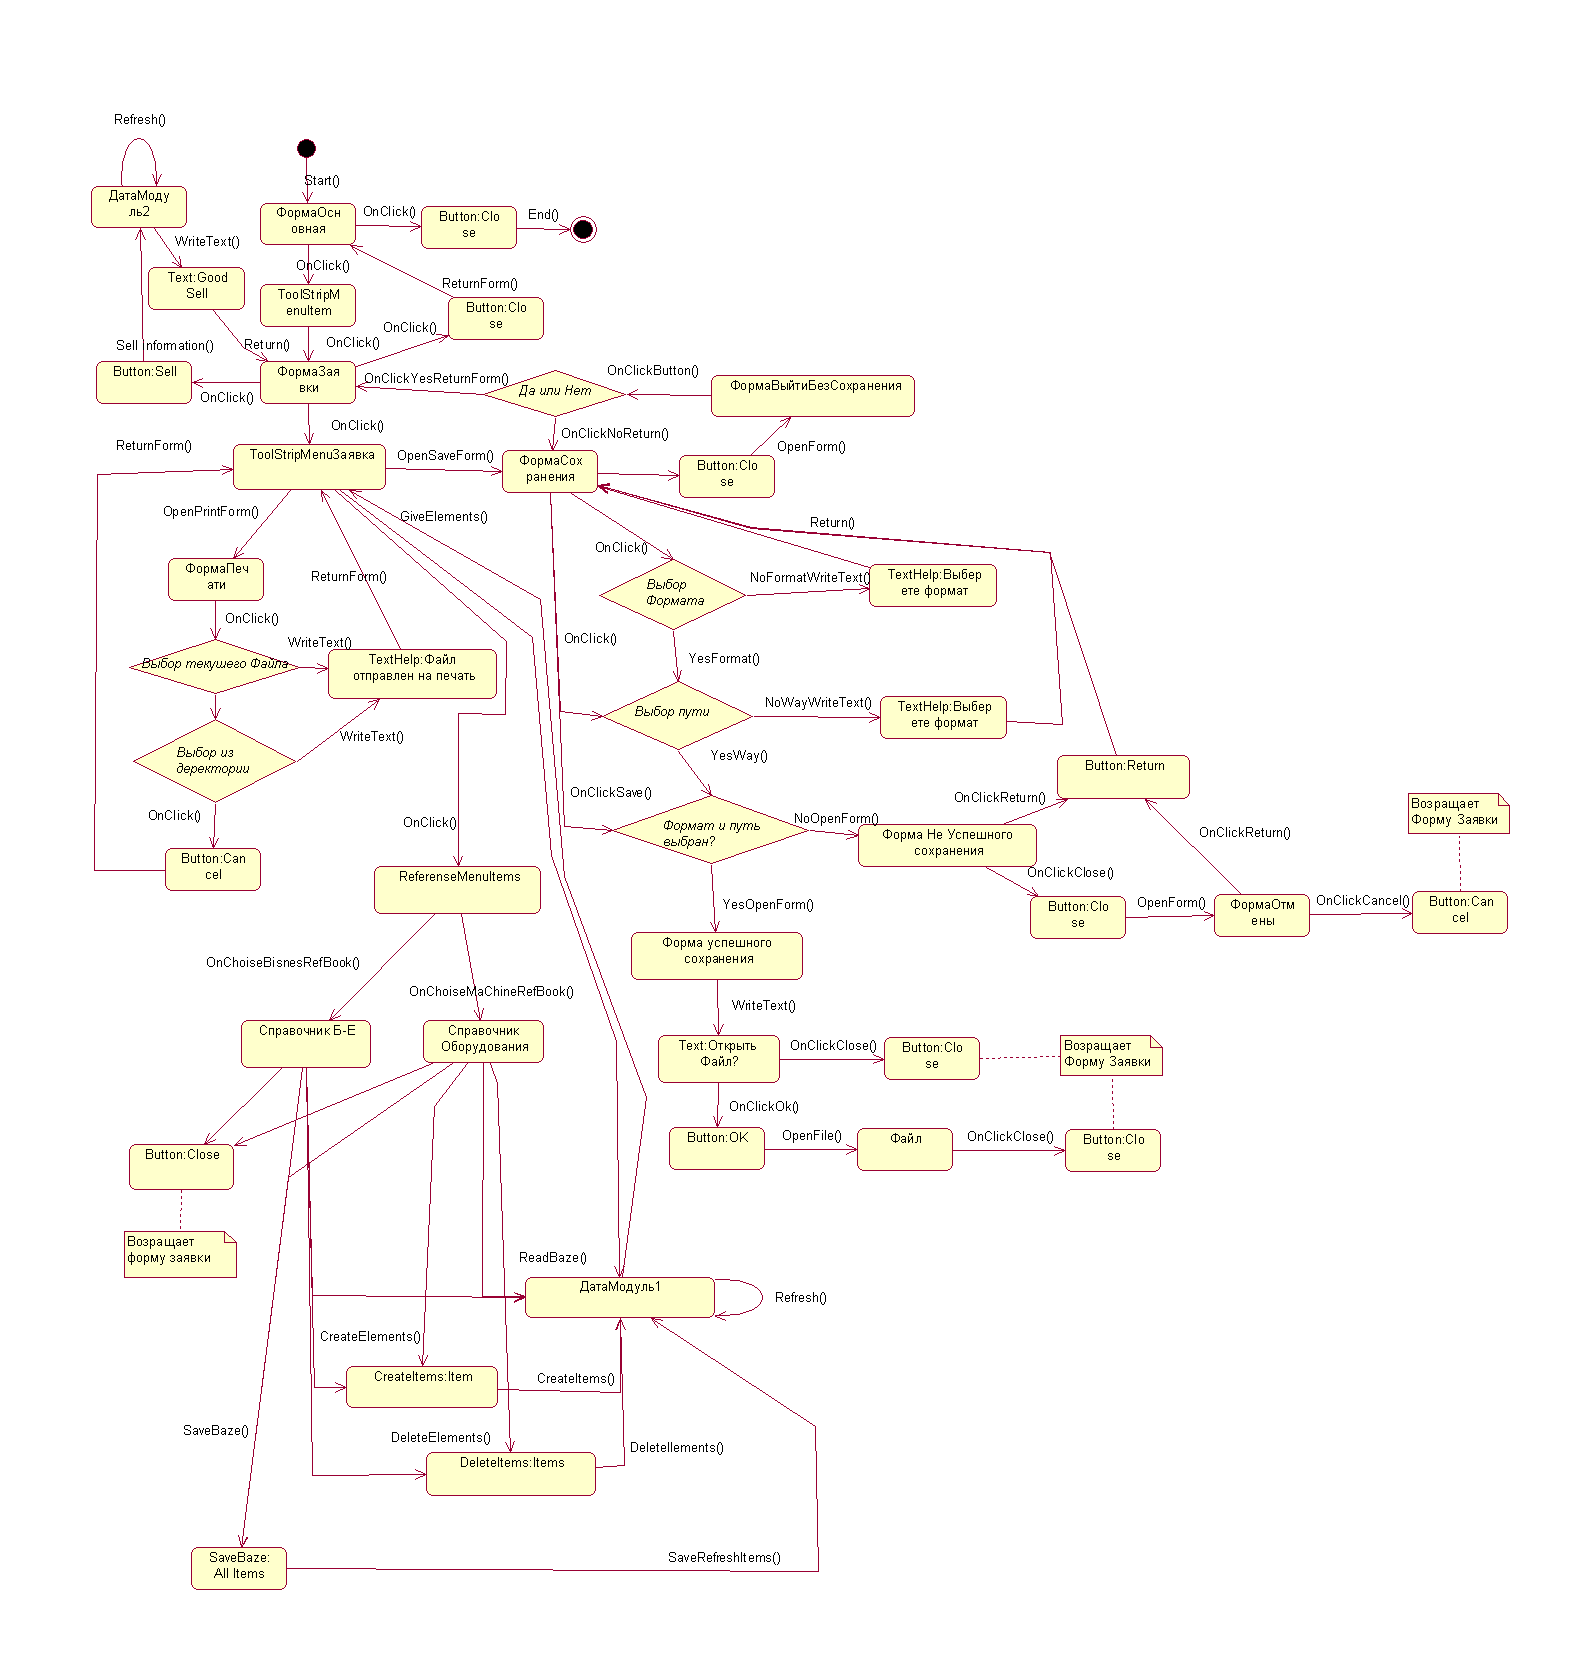 Refresh()
ДатаМоду
ль2
Start()
ФормаОсн
овная
OnClick()
Button:Clo
se
End()
WriteText()
Text:Good
Sell
OnClick()
ToolStripM
enuItem
ReturnForm()
Button:Clo
se
Sell Information()
Return()
OnClick()
OnClick()
Button:Sell
ФормаЗая
вки
OnClick()
OnClickYesReturnForm()
Да или Нет
OnClickButton()
ФормаВыйтиБезСохранения
OnClick()
OnClickNoReturn()
ReturnForm()
ToolStripMenuЗаявка
OpenSaveForm()
ФормаСох
ранения
Button:Clo
se
OpenForm()
OpenPrintForm()
GiveElements()
Return()
ФормаПеч
ати
ReturnForm()
OnClick()
Выбор
Формата
NoFormatWriteText()
TextHelp:Выбер
ете формат
OnClick()
WriteText()
OnClick()
YesFormat()
Выбор текушего Файла
TextHelp:Файл
отправлен на печать
Выбор пути
NoWayWriteText()
TextHelp:Выбер
ете формат
WriteText()
Выбор из
деректории
YesWay()
Button:Return
OnClick()
OnClick()
OnClickSave()
Формат и путь
выбран?
NoOpenForm()
OnClickReturn()
Форма Не Успешного
сохранения
OnClickReturn()
Возращает
Форму Заявки
Button:Can
cel
ReferenseMenuItems
OnClickClose()
Button:Clo
se
OpenForm()
ФормаОтм
ены
OnClickCancel()
Button:Can
cel
YesOpenForm()
Форма успешного
сохранения
OnChoiseBisnesRefBook()
OnChoiseMaChineRefBook()
WriteText()
Справочник Б-Е
Справочник
Оборудования
Text:Открыть
Файл?
OnClickClose()
Button:Clo
se
Возращает
Форму Заявки
OnClickOk()
Button:OK
OpenFile()
Файл
OnClickClose()
Button:Clo
se
Button:Close
Возращает
форму заявки
ReadBaze()
ДатаМодуль1
Refresh()
CreateElements()
CreateItems:Item
CreateItems()
SaveBaze()
DeleteElements()
DeleteItems:Items
Deletellements()
SaveBaze:
All Items
SaveRefreshItems()